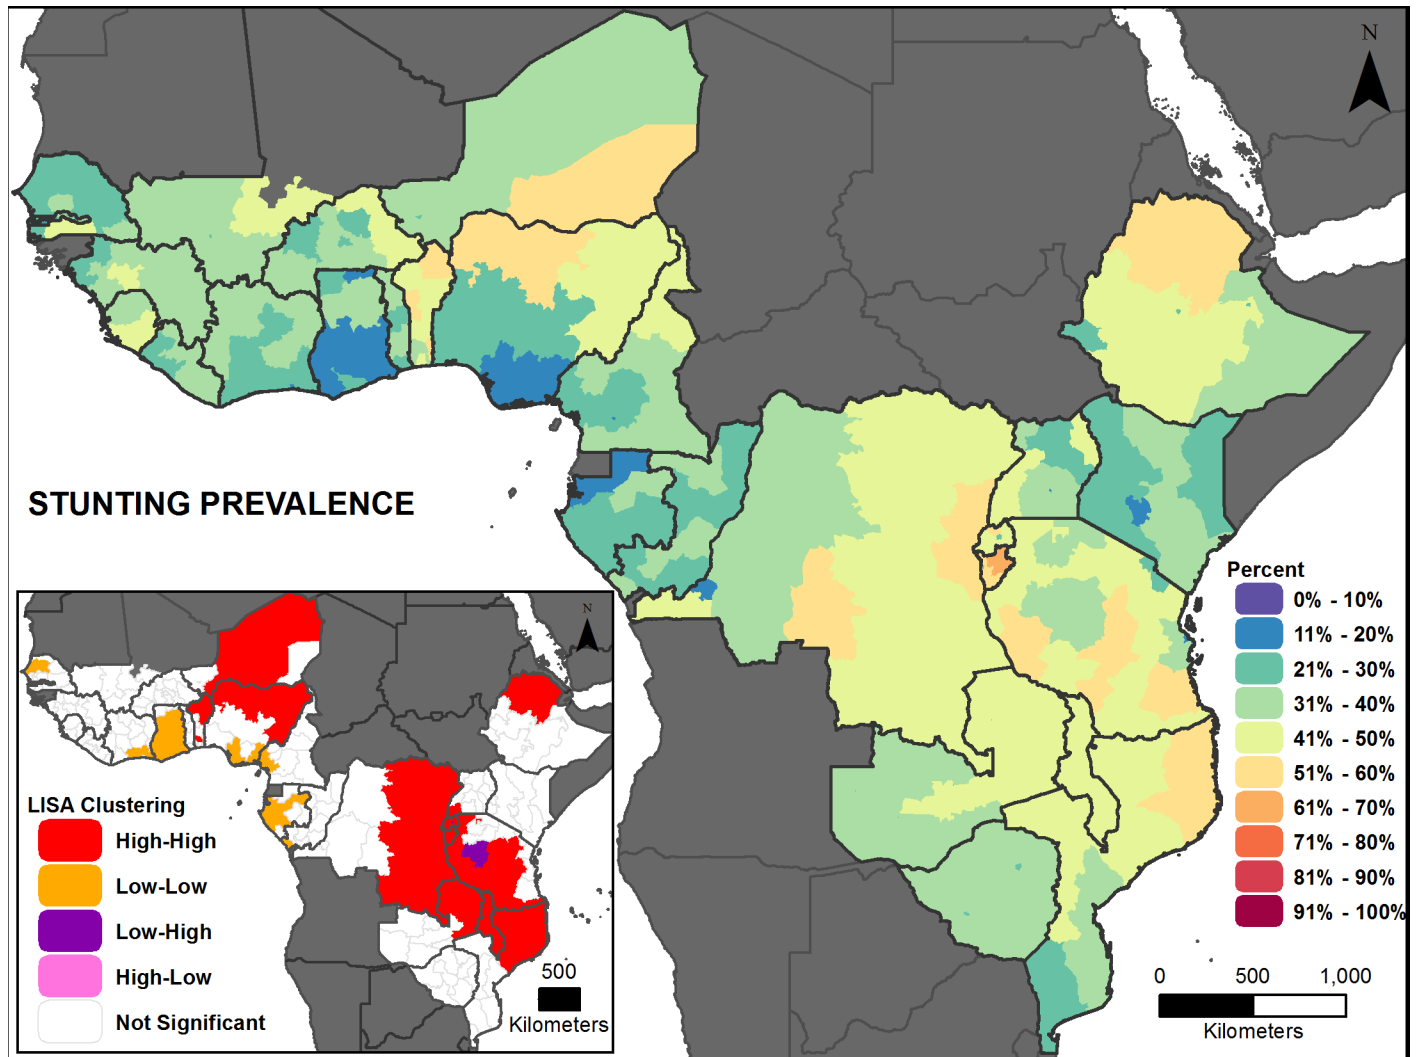 N
STUNTING PREVALENCE
Percent
0% - 10%
11% - 20%
21% - 30%
31% - 40%
41% - 50%
51% - 60%
61% - 70%
71% - 80%
81% - 90%
91% - 100%
0 500 1,000
Kilometers
N
LISA Clustering
High-High
Low-Low
Low-High
High-Low
Not Significant
500
Kilometers